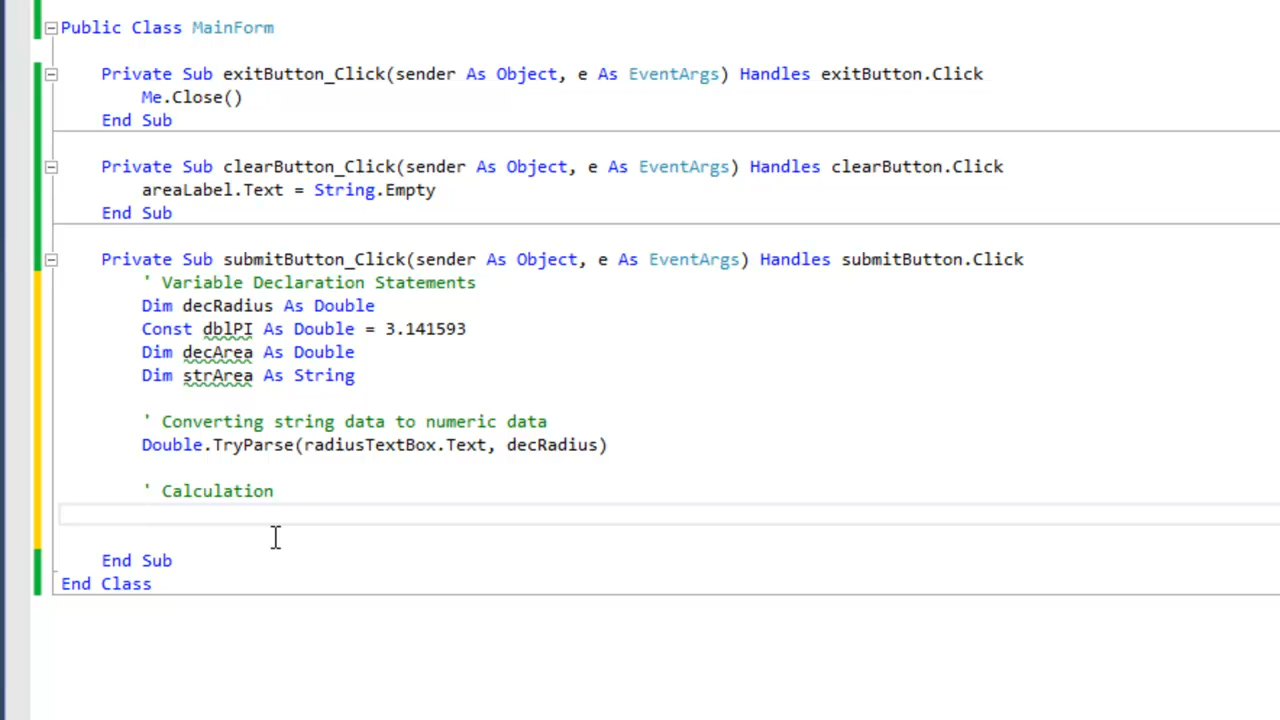 Public Class MainForm
Private Sub exitButton_Click(sender As Object, e As EventArgs) Handles exitButton.Click
Me.Close()
End Sub
Private Sub clearButton_Click(sender As Object, e As EventArgs) Handles clearButton.Click
areaLabel.Text = String.Empty
End Sub
Private Sub submitButton_Click(sender As Object, e As EventArgs) Handles submitButton.Click
' Variable Declaration Statements
Dim decRadius As Double
Const dblPI As Double = 3.141593
Dim decArea As Double
Dim strArea As String
' Converting string data to numeric data
Double.TryParse(radiusTextBox.Text, decRadius)
' Calculation
End Sub
End Class